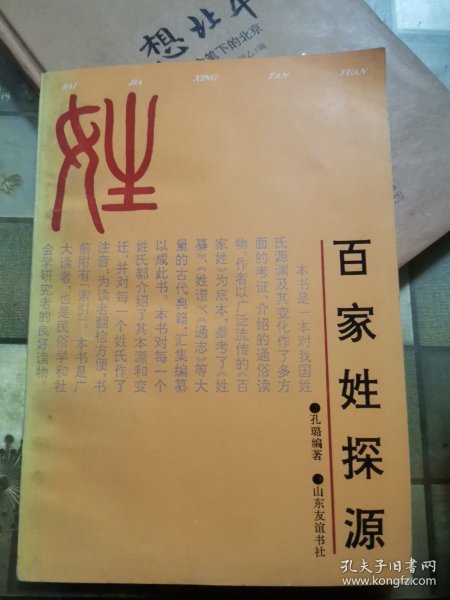 想北平
笔下的北京
BAI JIA XING TAN YUAN
姓
百家姓探源
●孔璐编著
●山东友谊书社
本书是一本对我国姓
氏源渊及其变化作了多方
面的考证、介绍的通俗读
物。作者以广泛流传的《百
家姓》为底本，参考了《姓
纂》、《姓谱》、《通志》等大
量的古代典籍，汇集编纂
以成此书。本书对每一个
姓氏都介绍了其本源和变
迁，并对每一个姓氏作了
注音，为读者翻检方便，书
前附有“索引”。本书是广
大读者，也是民俗学和社
会学研究者的良好读物。
孔夫子旧书网
www.kongfz.com